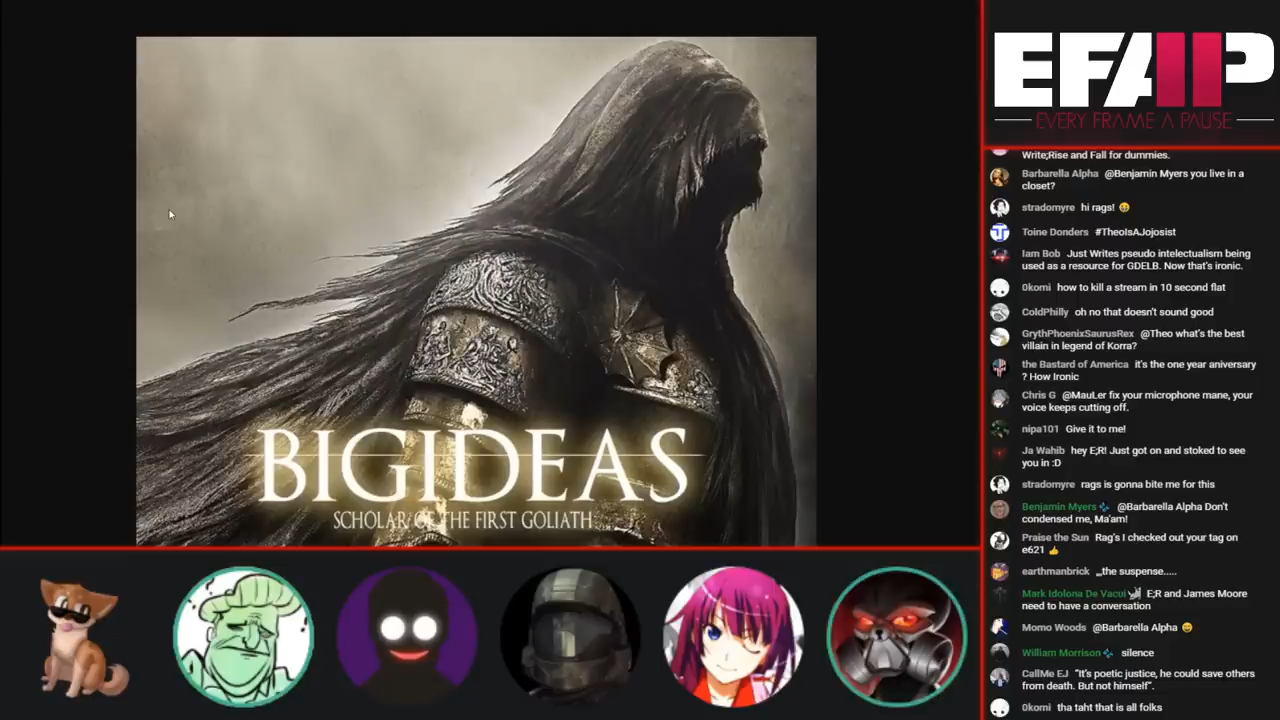 BIGIDEAS
SCHOLAR OF THE FIRST GOLIATH
EFAP
EVERY FRAME A PAUSE
Write;Rise and Fall for dummies.
Barbarella Alpha @Benjamin Myers you live in a
closet?
stradomyre hi rags! 😝
Toine Donders #TheoIsAJojosist
Iam Bob Just Writes pseudo intelectualism being
used as a resource for GDELB. Now that's ironic.
0komi how to kill a stream in 10 second flat
ColdPhilly oh no that doesn't sound good
GrythPhoenixSaurusRex @Theo what's the best
villain in legend of Korra?
the Bastard of America it's the one year aniversary
? How Ironic
Chris G @MauLer fix your microphone mane, your
voice keeps cutting off.
nipa101 Give it to me!
Ja Wahib hey E;R! Just got on and stoked to see
you in :D
stradomyre rags is gonna bite me for this
Benjamin Myers @Barbarella Alpha Don't
condensed me, Ma'am!
Praise the Sun Rag's I checked out your tag on
e621 👍
earthmanbrick ,,,the suspense.....
Mark Idolona De Vacui E;R and James Moore
need to have a conversation
Momo Woods @Barbarella Alpha 😄
William Morrison silence
CallMe EJ "It's poetic justice, he could save others
from death. But not himself".
0komi tha taht that is all folks